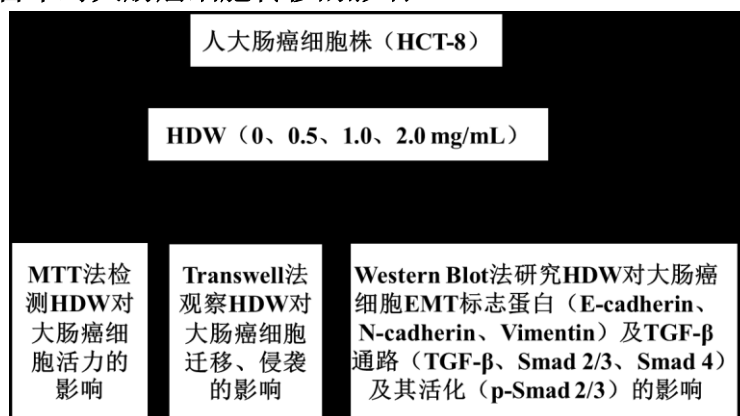 人大肠癌细胞株（HCT-8）
HDW（0、0.5、1.0、2.0 mg/mL）
MTT法检
测HDW对
大肠癌细
胞活力的
影响
Transwell法
观察HDW对
大肠癌细胞
迁移、侵袭
的影响
Western Blot法研究HDW对大肠癌
细胞EMT标志蛋白（E-cadherin、
N-cadherin、Vimentin）及TGF-β
通路（TGF-β、Smad 2/3、Smad 4）
及其活化（p-Smad 2/3）的影响